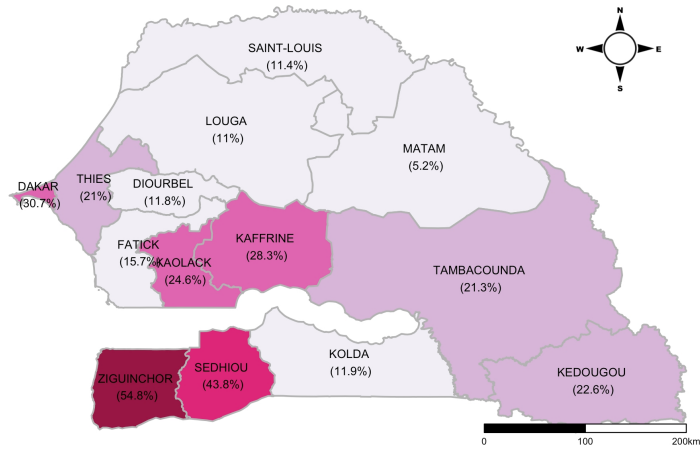 N
W
E
S
SAINT-LOUIS
(11.4%)
LOUGA
(11%)
MATAM
(5.2%)
DAKAR
(30.7%)
THIES
(21%)
DIOURBEL
(11.8%)
FATICK
(15.7%)
KAOLACK
(24.6%)
KAFFRINE
(28.3%)
TAMBACOUNDA
(21.3%)
ZIGUINCHOR
(54.8%)
SEDHIOU
(43.8%)
KOLDA
(11.9%)
KEDOUGOU
(22.6%)
0 100 200km